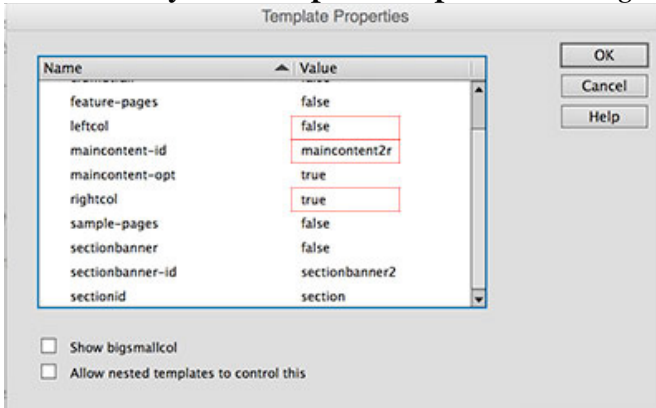 Template Properties
Name Value
feature-pages false
leftcol false
maincontent-id maincontent2r
maincontent-opt true
rightcol true
sample-pages false
sectionbanner false
sectionbanner-id sectionbanner2
sectionid section
OK
Cancel
Help
Show bigsmallcol
Allow nested templates to control this